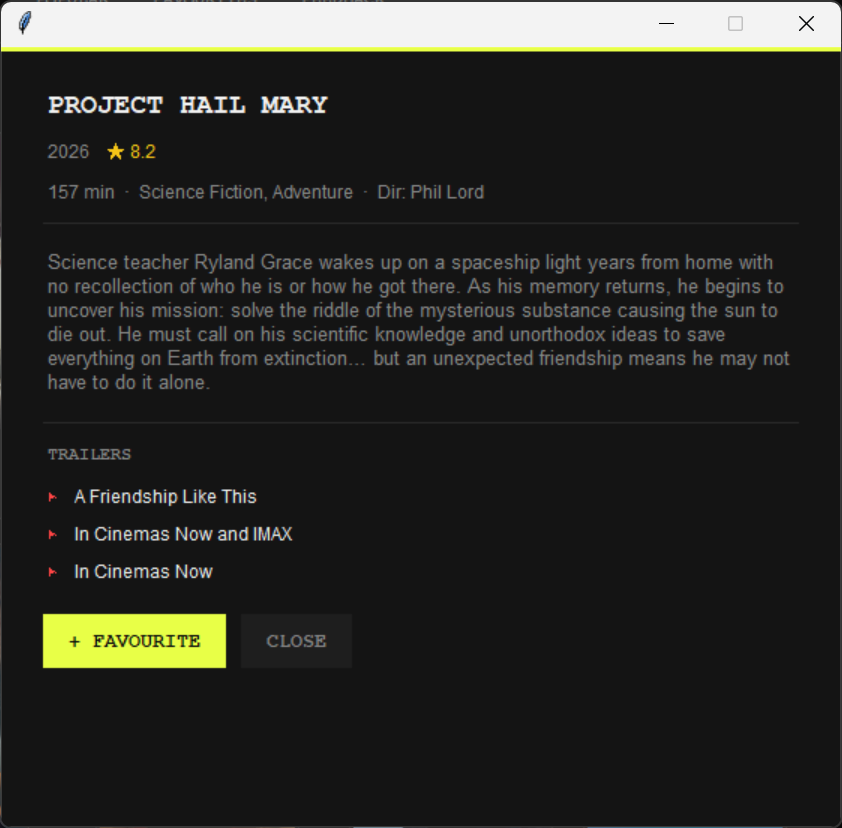 PROJECT HAIL MARY
2026 ★ 8.2
157 min · Science Fiction, Adventure · Dir: Phil Lord
Science teacher Ryland Grace wakes up on a spaceship light years from home with
no recollection of who he is or how he got there. As his memory returns, he begins to
uncover his mission: solve the riddle of the mysterious substance causing the sun to
die out. He must call on his scientific knowledge and unorthodox ideas to save
everything on Earth from extinction… but an unexpected friendship means he may not
have to do it alone.
TRAILERS
A Friendship Like This
In Cinemas Now and IMAX
In Cinemas Now
+ FAVOURITE CLOSE